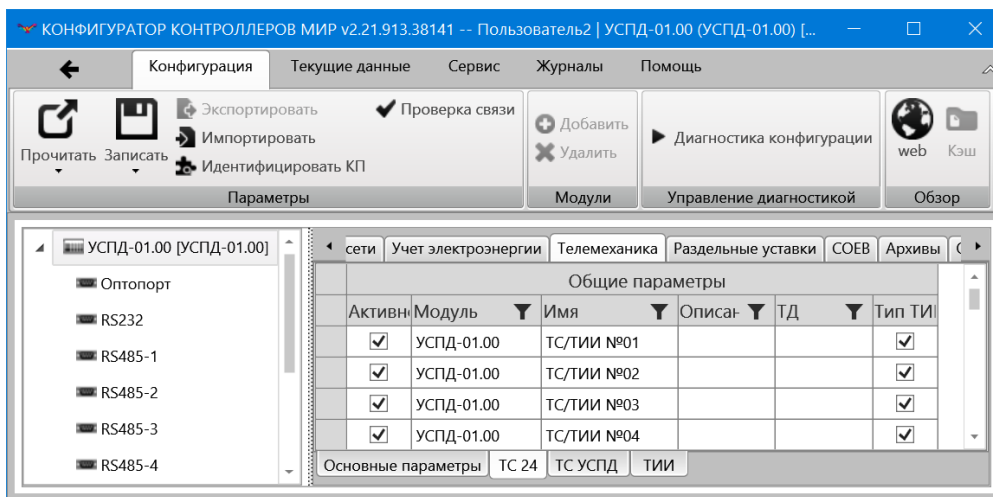 КОНФИГУРАТОР КОНТРОЛЛЕРОВ МИР v2.21.913.38141 -- Пользователь2 | УСПД-01.00 (УСПД-01.00) [...
Конфигурация Текущие данные Сервис Журналы Помощь
Прочитать Записать
Экспортировать
Импортировать
Идентифицировать КП
Проверка связи
Параметры
Добавить
Удалить
Модули
Диагностика конфигурации
Управление диагностикой
web Кэш
Обзор
УСПД-01.00 [УСПД-01.00]
Оптопорт
RS232
RS485-1
RS485-2
RS485-3
RS485-4
сети Учет электроэнергии Телемеханика Раздельные уставки СОЕВ Архивы
Общие параметры
Активн Модуль Имя Описан ТД Тип ТИ
УСПД-01.00 ТС/ТИИ №01
УСПД-01.00 ТС/ТИИ №02
УСПД-01.00 ТС/ТИИ №03
УСПД-01.00 ТС/ТИИ №04
Основные параметры ТС 24 ТС УСПД ТИИ